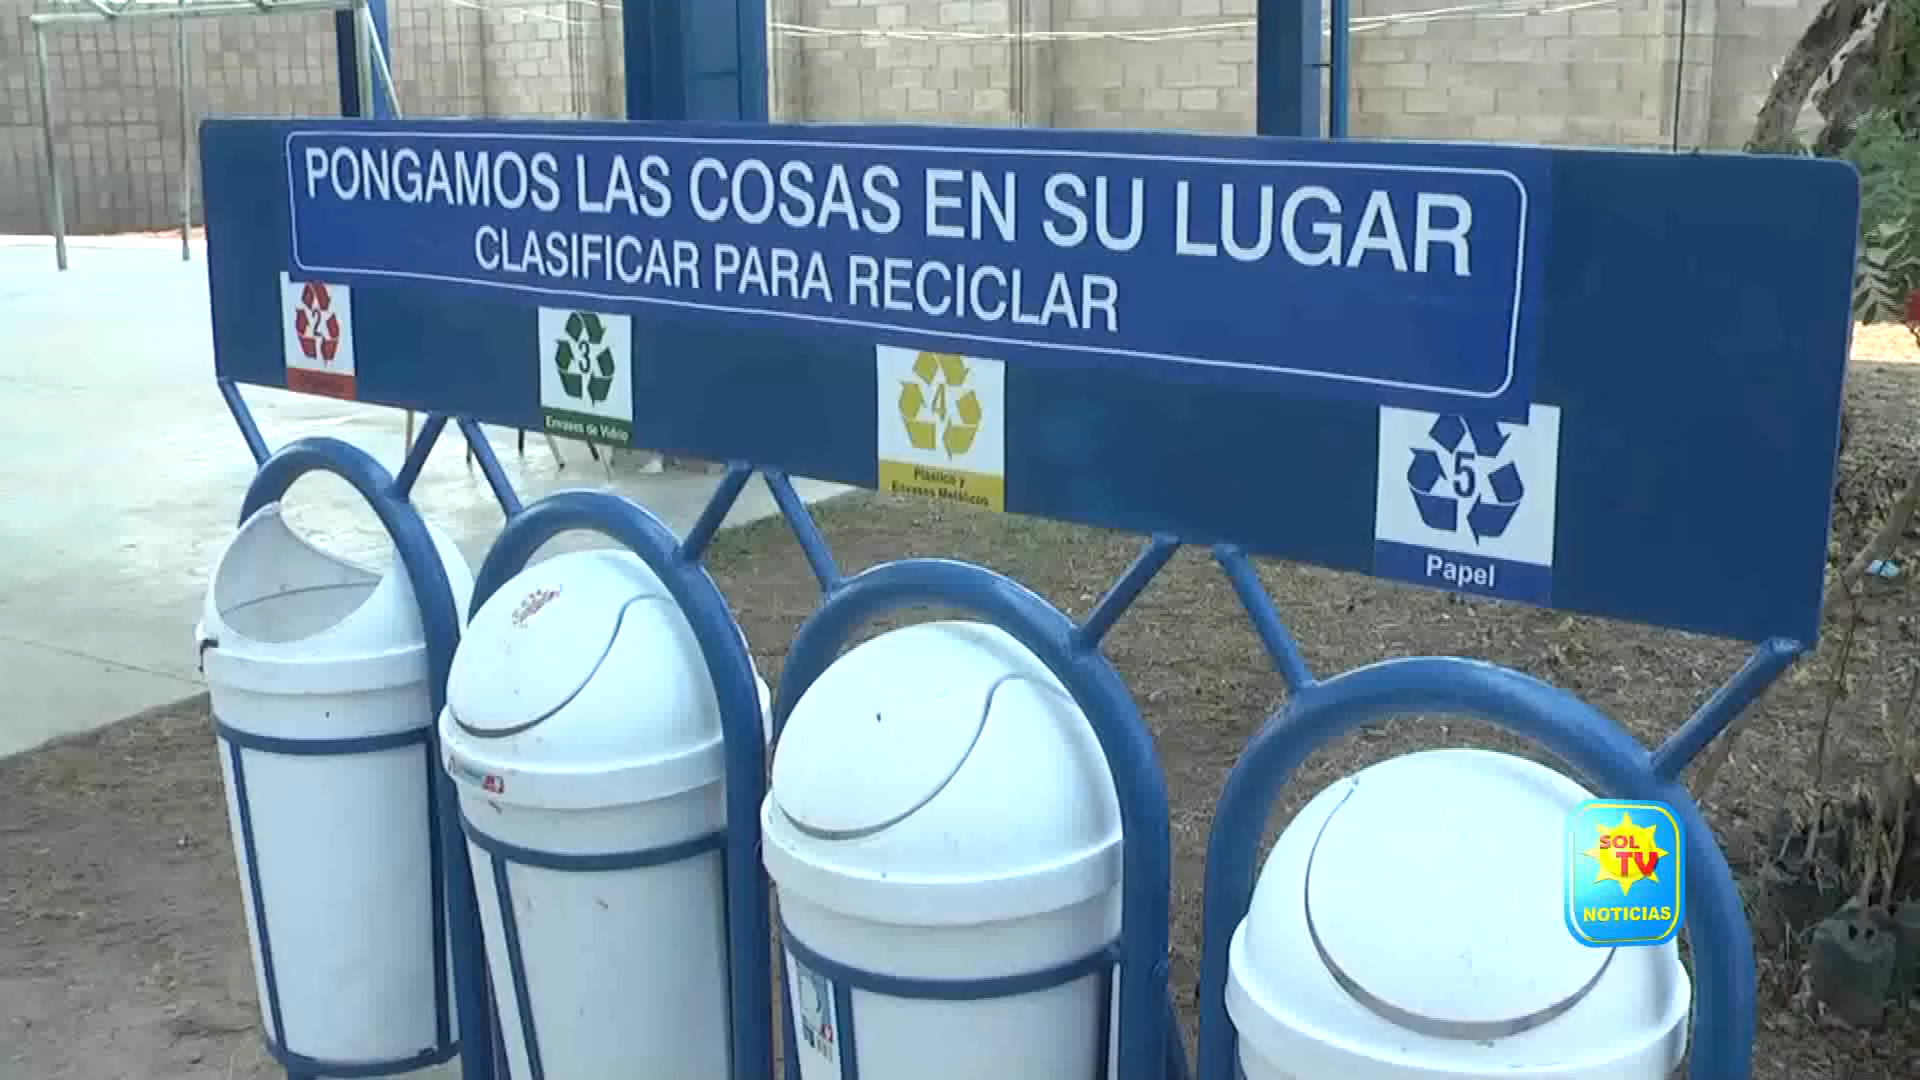 PONGAMOS LAS COSAS EN SU LUGAR
CLASIFICAR PARA RECICLAR
2
3
Envases de Vidrio
4
Plástico y
Envases Metálicos
5
Papel
SOL
TV
NOTICIAS